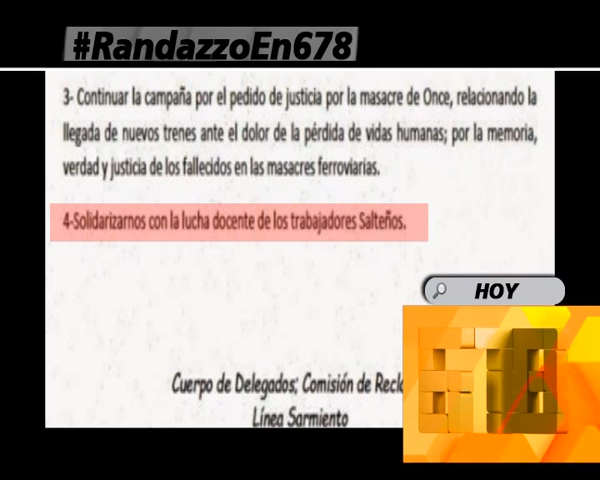 #RandazzoEn678
3- Continuar la campaña por el pedido de justicia por la masacre de Once, relacionando la
llegada de nuevos trenes ante el dolor de la pérdida de vidas humanas; por la memoria,
verdad y justicia de los fallecidos en las masacres ferroviarias.
4-Solidarizarnos con la lucha docente de los trabajadores Salteños.
HOY
Cuerpo de Delegados; Comisión de
Línea Sarmiento